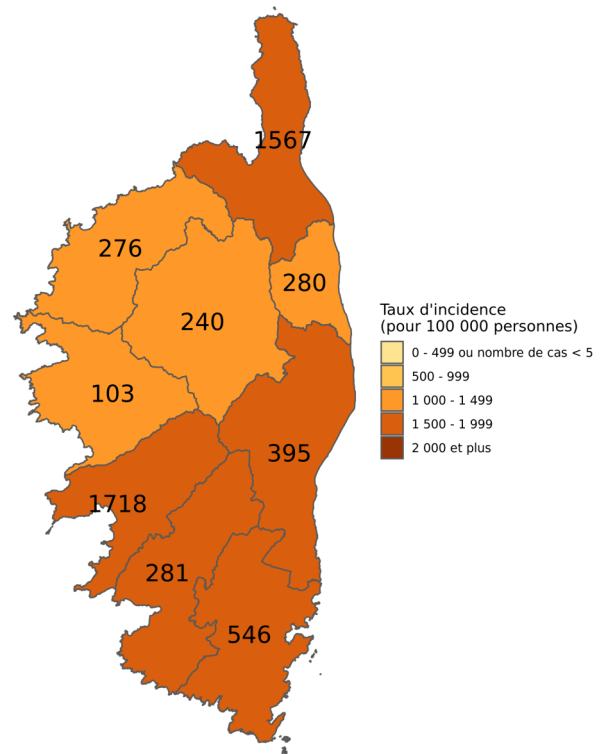 1567
276
280
240
103
395
1718
281
546
Taux d'incidence
(pour 100 000 personnes)
0 - 499 ou nombre de cas < 5
500 - 999
1 000 - 1 499
1 500 - 1 999
2 000 et plus